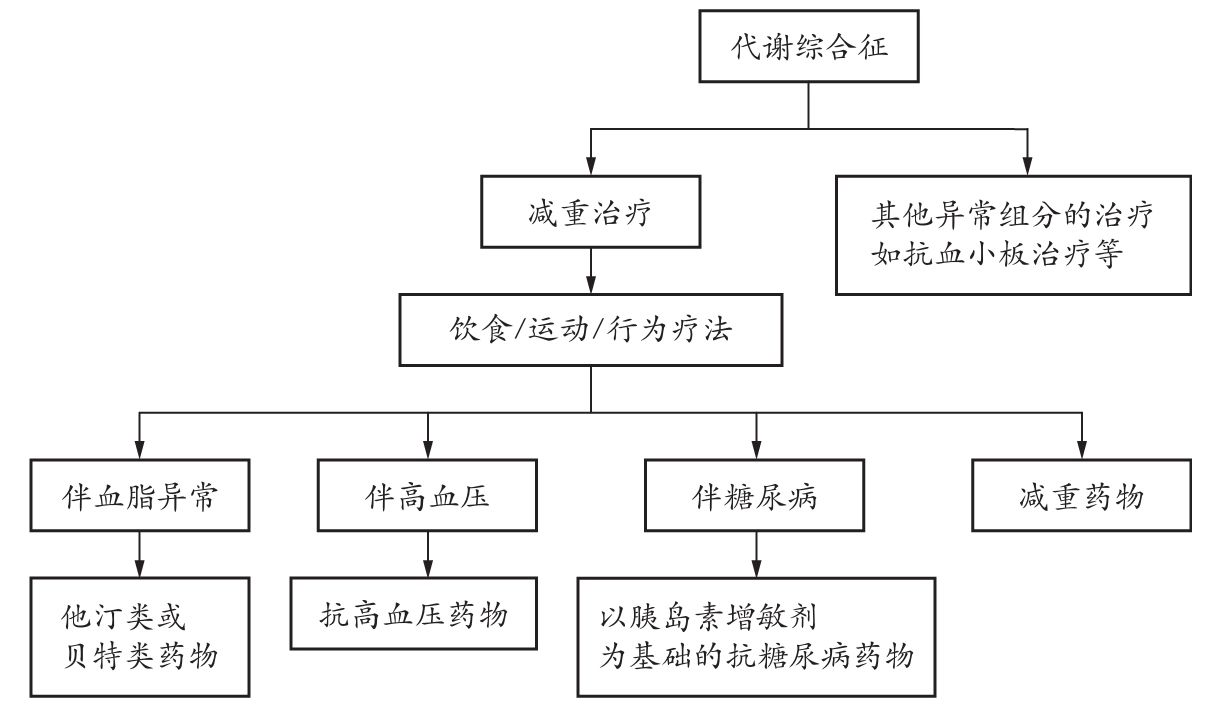 代谢综合征
减重治疗
其他异常组分的治疗
如抗血小板治疗等
饮食/运动/行为疗法
伴血脂异常
伴高血压
伴糖尿病
减重药物
他汀类或
贝特类药物
抗高血压药物
以胰岛素增敏剂
为基础的抗糖尿病药物